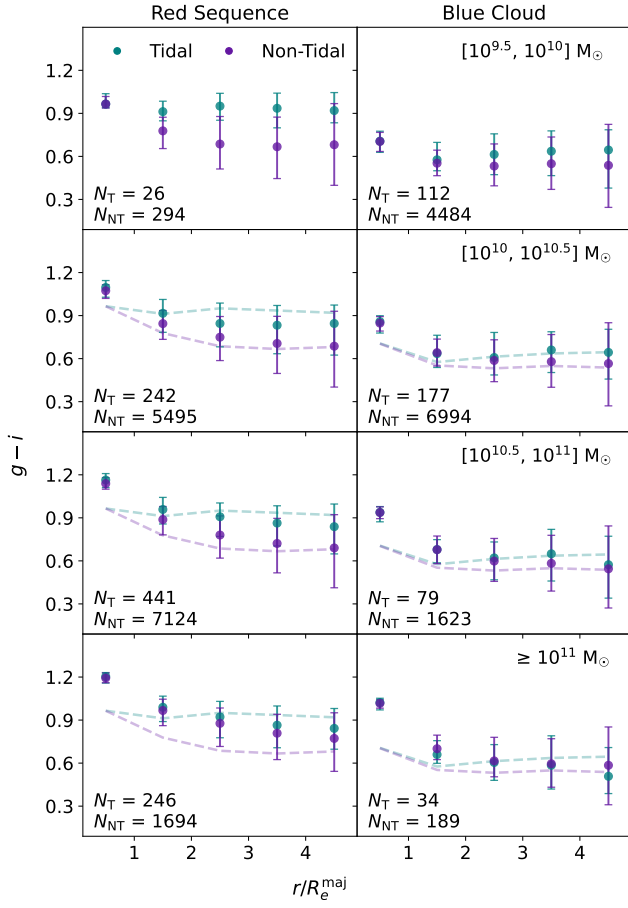 Red Sequence
Blue Cloud
Tidal
Non-Tidal
[10^9.5, 10^10] M⊙
1.2
0.9
0.6
0.3
N_T = 26
N_NT = 294
N_T = 112
N_NT = 4484
[10^10, 10^10.5] M⊙
1.2
0.9
0.6
0.3
N_T = 242
N_NT = 5495
N_T = 177
N_NT = 6994
g − i
[10^10.5, 10^11] M⊙
1.2
0.9
0.6
0.3
N_T = 441
N_NT = 7124
N_T = 79
N_NT = 1623
≥ 10^11 M⊙
1.2
0.9
0.6
0.3
N_T = 246
N_NT = 1694
N_T = 34
N_NT = 189
1 2 3 4
1 2 3 4
r/R_e^maj